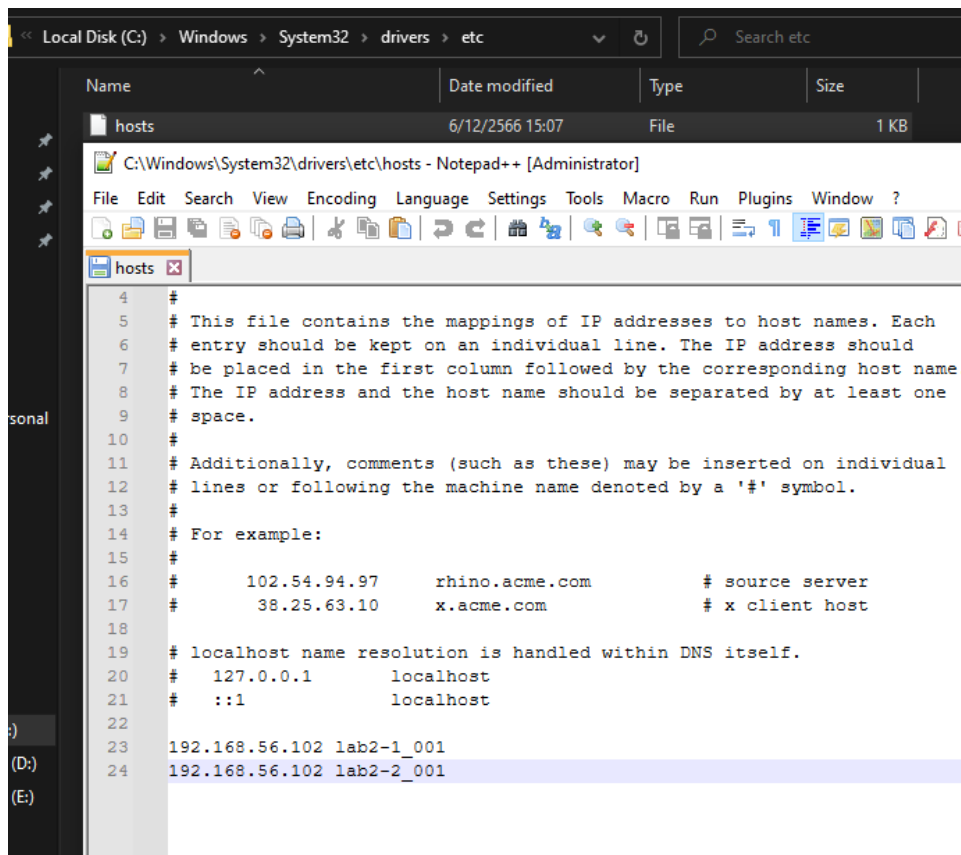 « Local Disk (C:) > Windows > System32 > drivers > etc Search etc
Name Date modified Type Size
hosts 6/12/2566 15:07 File 1 KB
C:\Windows\System32\drivers\etc\hosts - Notepad++ [Administrator]
File Edit Search View Encoding Language Settings Tools Macro Run Plugins Window ?
hosts
4 #
5 # This file contains the mappings of IP addresses to host names. Each
6 # entry should be kept on an individual line. The IP address should
7 # be placed in the first column followed by the corresponding host name
8 # The IP address and the host name should be separated by at least one
9 # space.
10 #
11 # Additionally, comments (such as these) may be inserted on individual
12 # lines or following the machine name denoted by a '#' symbol.
13 #
14 # For example:
15 #
16 # 102.54.94.97 rhino.acme.com # source server
17 # 38.25.63.10 x.acme.com # x client host
18
19 # localhost name resolution is handled within DNS itself.
20 # 127.0.0.1 localhost
21 # ::1 localhost
22
23 192.168.56.102 lab2-1_001
24 192.168.56.102 lab2-2_001
rsonal
:)
(D:)
(E:)